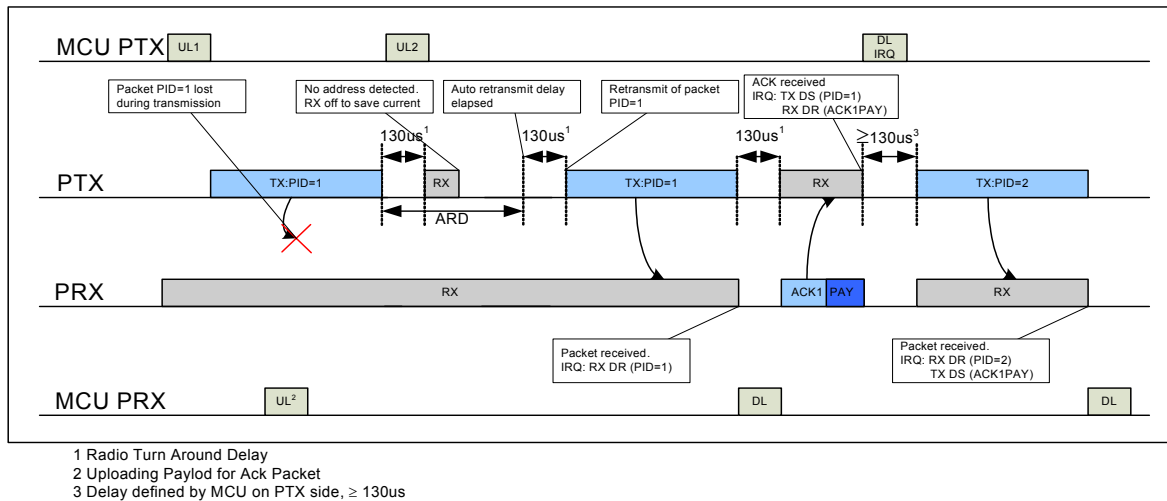 MCU PTX
UL1
UL2
DL
IRQ
Packet PID=1 lost
during transmission
No address detected.
RX off to save current
Auto retransmit delay
elapsed
Retransmit of packet
PID=1
ACK received
IRQ: TX DS (PID=1)
RX DR (ACK1PAY)
130us1
130us1
130us1
≥130us3
PTX
TX:PID=1
RX
TX:PID=1
RX
TX:PID=2
ARD
PRX
RX
ACK1
PAY
RX
Packet received.
IRQ: RX DR (PID=1)
Packet received.
IRQ: RX DR (PID=2)
TX DS (ACK1PAY)
MCU PRX
UL2
DL
DL
1 Radio Turn Around Delay
2 Uploading Paylod for Ack Packet
3 Delay defined by MCU on PTX side, ≥ 130us